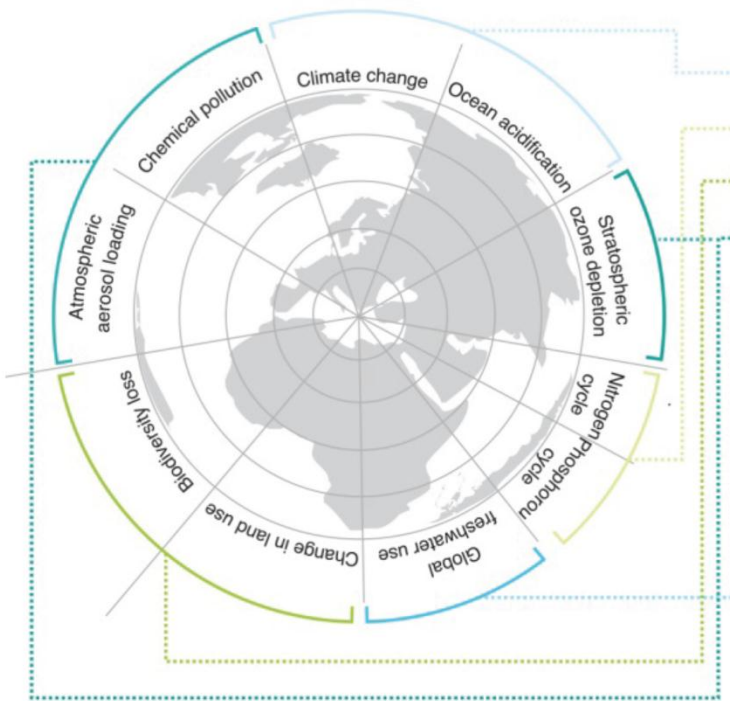 Climate change
Ocean acidification
Stratospheric
ozone depletion
Nitrogen
cycle
Phosphorou
cycle
Global
freshwater use
Change in land use
Biodiversity loss
Atmospheric
aerosol loading
Chemical pollution